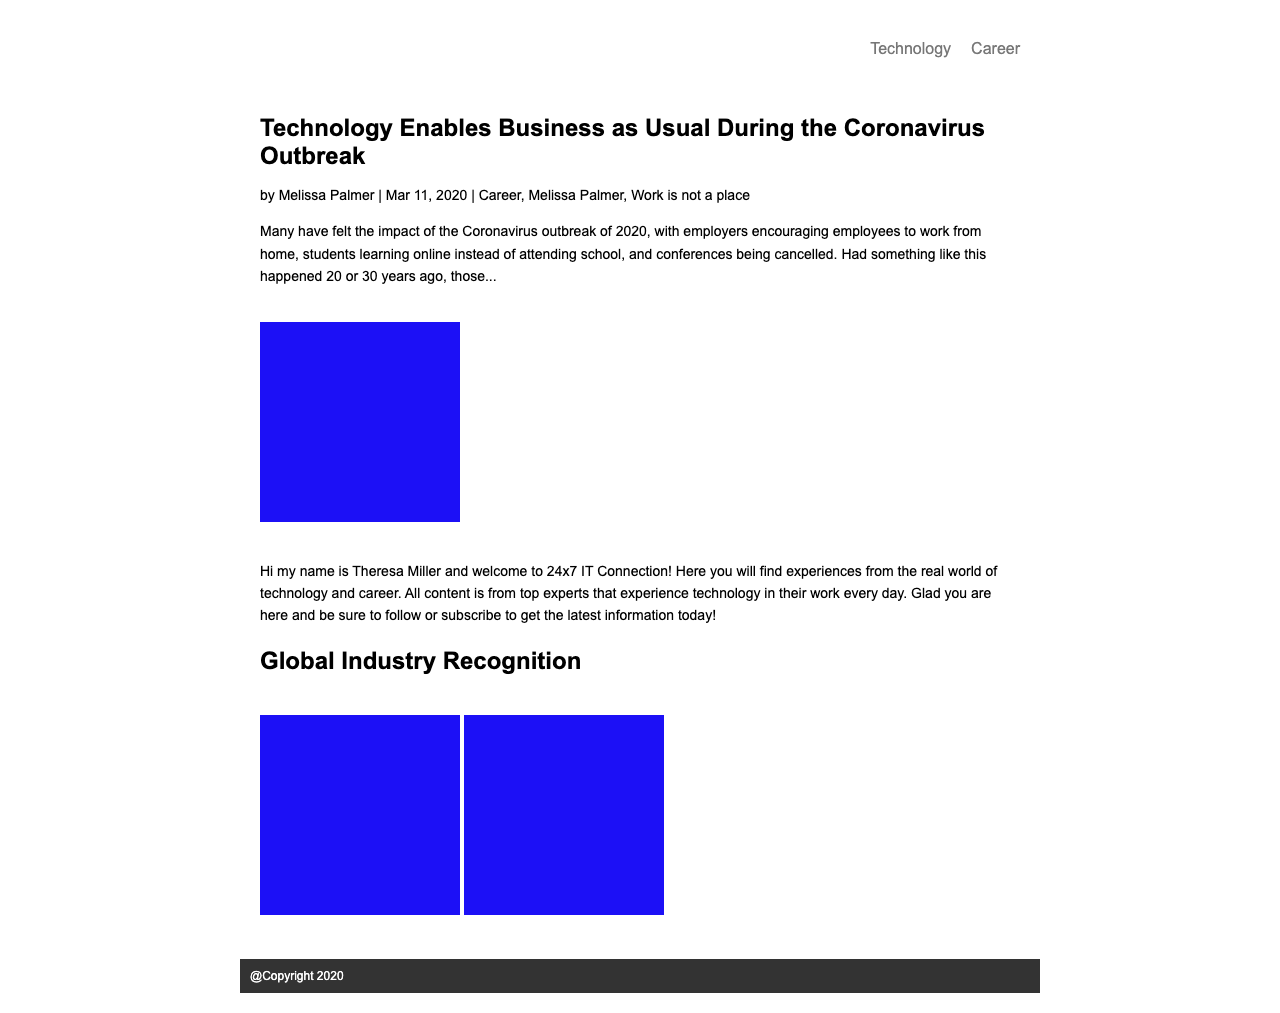 Technology Career
Technology Enables Business as Usual During the Coronavirus
Outbreak
by Melissa Palmer | Mar 11, 2020 | Career, Melissa Palmer, Work is not a place
Many have felt the impact of the Coronavirus outbreak of 2020, with employers encouraging employees to work from
home, students learning online instead of attending school, and conferences being cancelled. Had something like this
happened 20 or 30 years ago, those...
Hi my name is Theresa Miller and welcome to 24x7 IT Connection! Here you will find experiences from the real world of
technology and career. All content is from top experts that experience technology in their work every day. Glad you are
here and be sure to follow or subscribe to get the latest information today!
Global Industry Recognition
@Copyright 2020